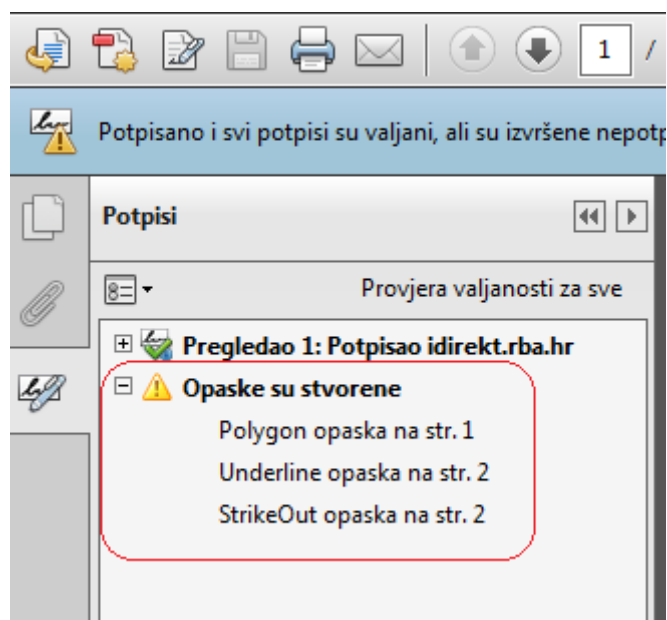 1 /
Potpisano i svi potpisi su valjani, ali su izvršene nepotp
Potpisi
Provjera valjanosti za sve
Pregledao 1: Potpisao idirekt.rba.hr
Opaske su stvorene
Polygon opaska na str. 1
Underline opaska na str. 2
StrikeOut opaska na str. 2